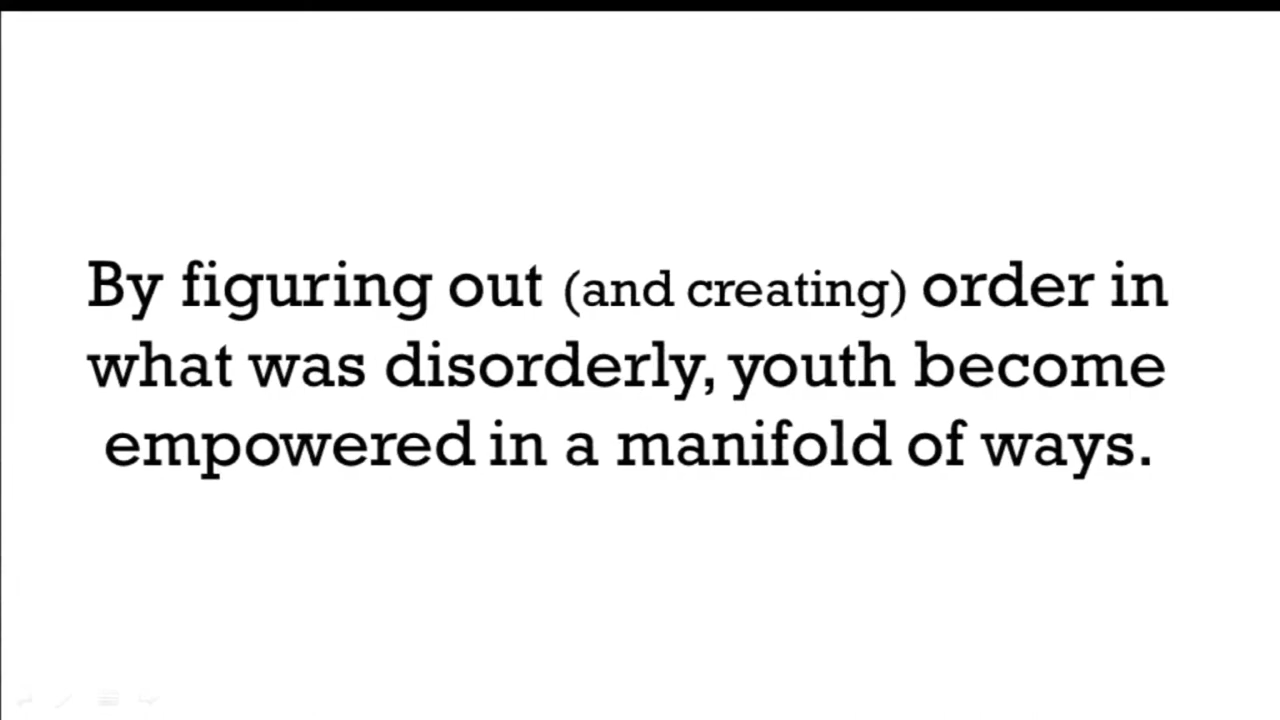 By figuring out (and creating) order in
what was disorderly, youth become
empowered in a manifold of ways.